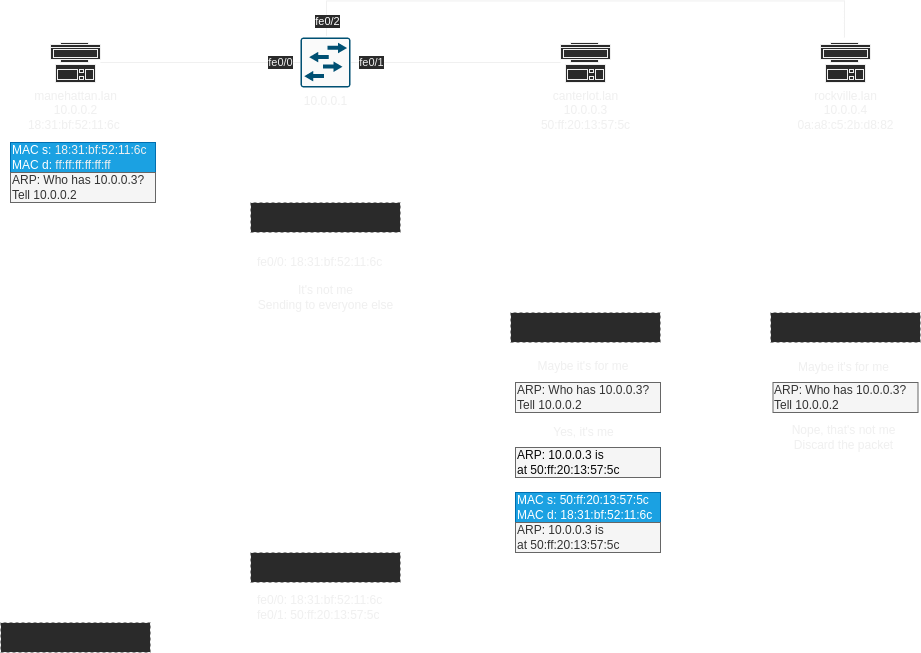 fe0/2
fe0/0
fe0/1
manehattan.lan
10.0.0.2
18:31:bf:52:11:6c
10.0.0.1
canterlot.lan
10.0.0.3
50:ff:20:13:57:5c
rockville.lan
10.0.0.4
0a:a8:c5:2b:d8:82
MAC s: 18:31:bf:52:11:6c
MAC d: ff:ff:ff:ff:ff:ff
ARP: Who has 10.0.0.3?
Tell 10.0.0.2
fe0/0: 18:31:bf:52:11:6c
It's not me
Sending to everyone else
Maybe it's for me
ARP: Who has 10.0.0.3?
Tell 10.0.0.2
Yes, it's me
ARP: 10.0.0.3 is
at 50:ff:20:13:57:5c
MAC s: 50:ff:20:13:57:5c
MAC d: 18:31:bf:52:11:6c
ARP: 10.0.0.3 is
at 50:ff:20:13:57:5c
Maybe it's for me
ARP: Who has 10.0.0.3?
Tell 10.0.0.2
Nope, that's not me
Discard the packet
fe0/0: 18:31:bf:52:11:6c
fe0/1: 50:ff:20:13:57:5c